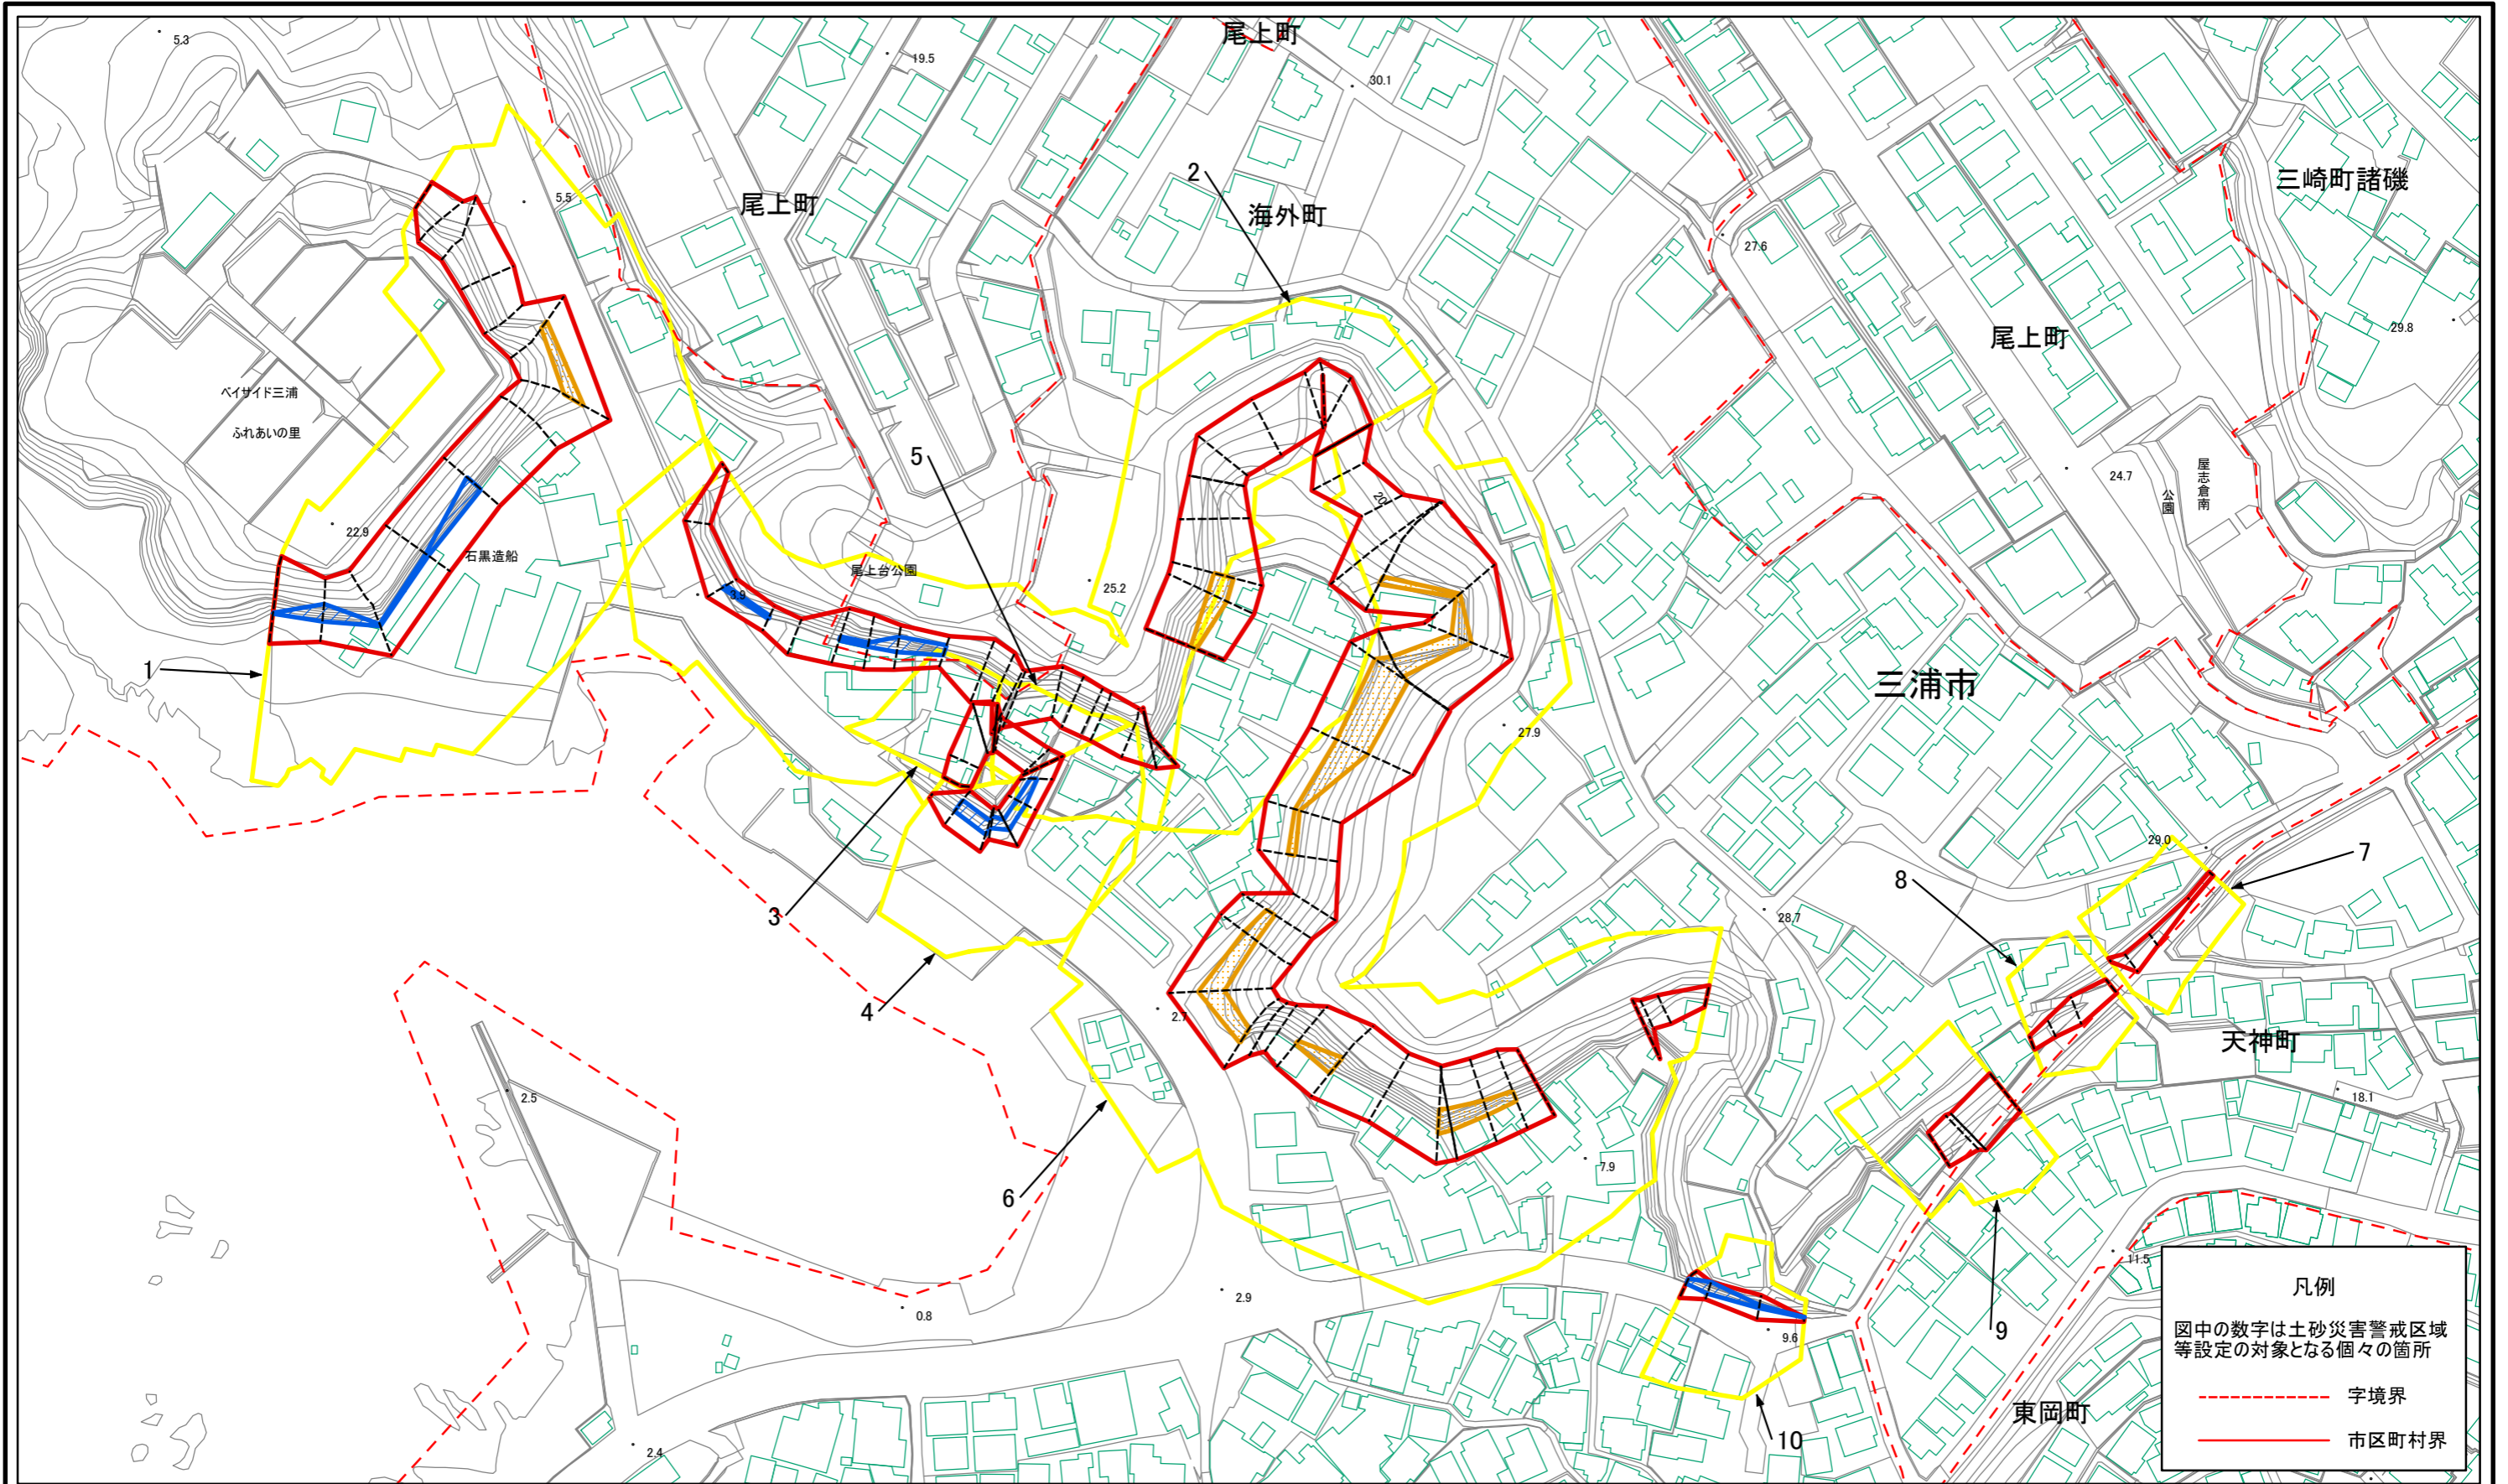 5.3
19.5
尾上町
30.1
5.5
尾上町
2
海外町
27.6
三崎町諸磯
尾上町
29.8
ベイサイド三浦
ふれあいの里
5
20
24.7
公園
屋志倉南
22.9
石黒造船
尾上台公園
3.9
25.2
1
三浦市
27.9
3
4
29.0
7
8
28.7
2.7
天神町
2.5
18.1
6
7.9
11.5
2.9
0.8
9.6
9
10
東岡町
2.4
凡例
図中の数字は土砂災害警戒区域
等設定の対象となる個々の箇所
字境界
市区町村界